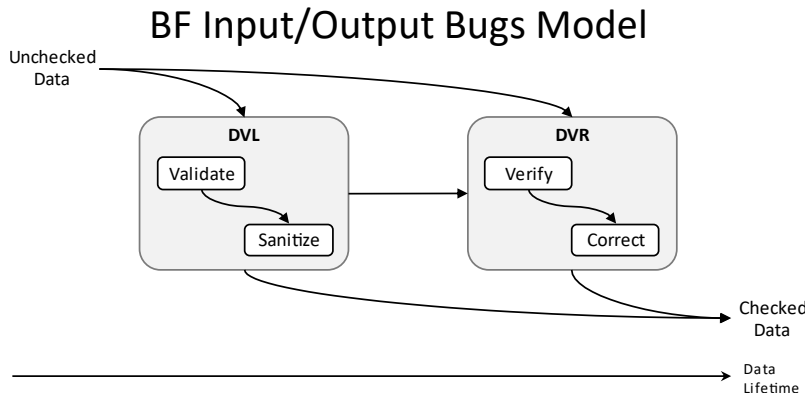 BF Input/Output Bugs Model
Unchecked
Data
DVL
Validate
Sanitize
DVR
Verify
Correct
Checked
Data
Data
Lifetime